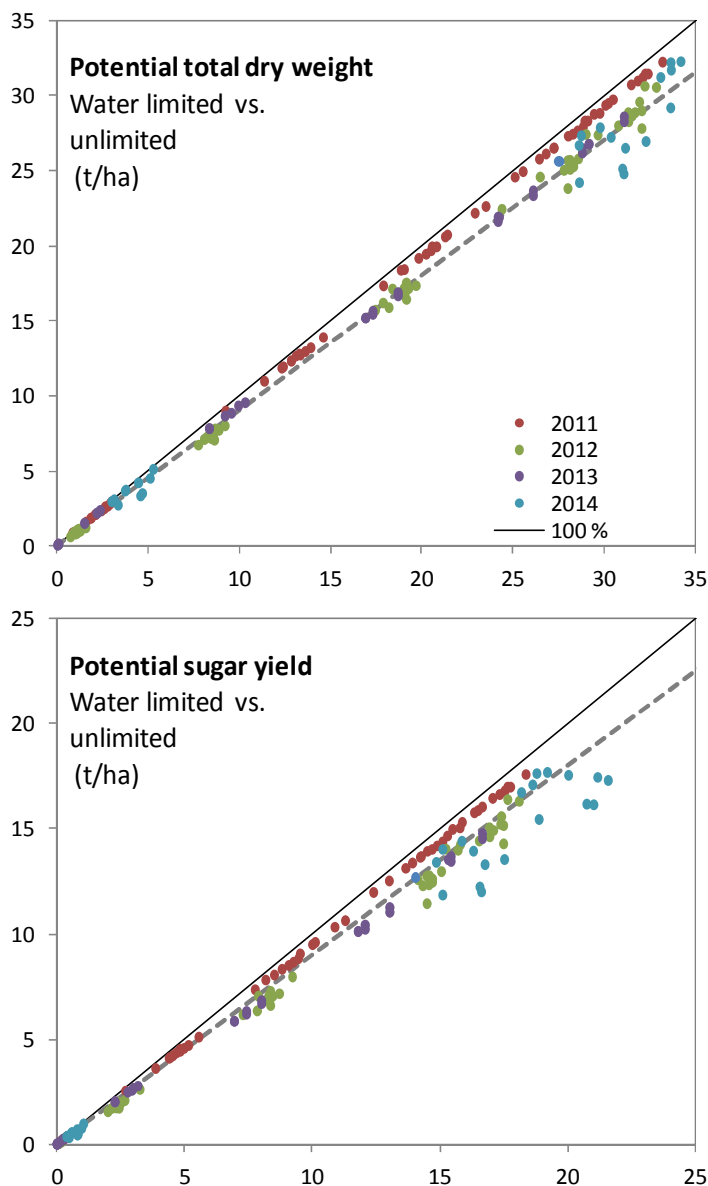 35
30
25
20
15
10
5
0
Potential total dry weight
Water limited vs.
unlimited
(t/ha)
2011
2012
2013
2014
100 %
0 5 10 15 20 25 30 35
25
20
15
10
5
0
Potential sugar yield
Water limited vs.
unlimited
(t/ha)
0 5 10 15 20 25